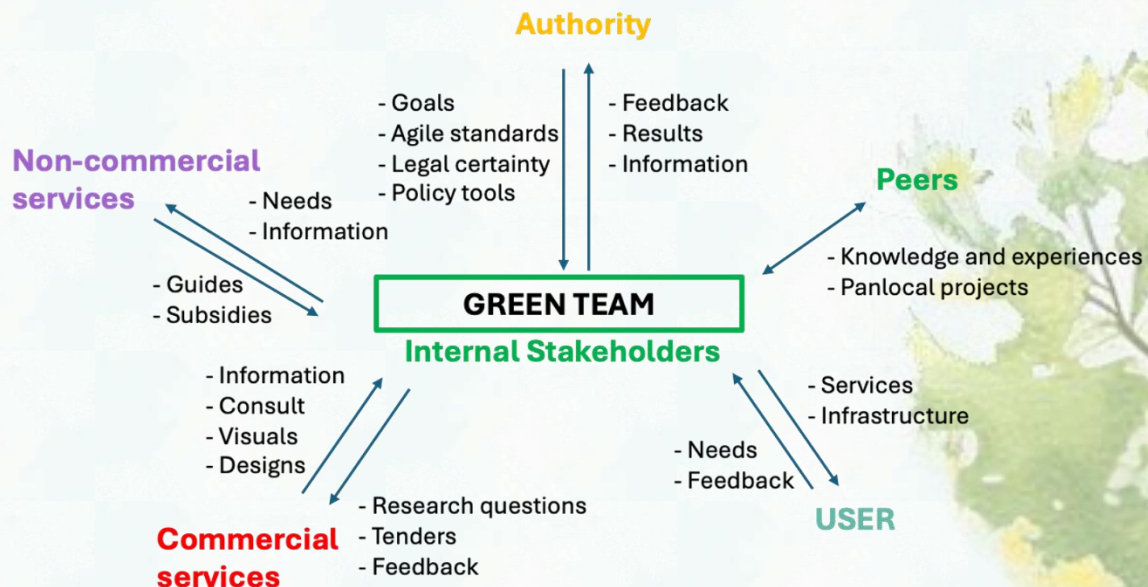 Authority
- Goals
- Agile standards
- Legal certainty
- Policy tools
- Feedback
- Results
- Information
Non-commercial
services
- Needs
- Information
- Guides
- Subsidies
Peers
- Knowledge and experiences
- Panlocal projects
GREEN TEAM
Internal Stakeholders
- Information
- Consult
- Visuals
- Designs
- Research questions
- Tenders
- Feedback
Commercial
services
- Services
- Infrastructure
- Needs
- Feedback
USER